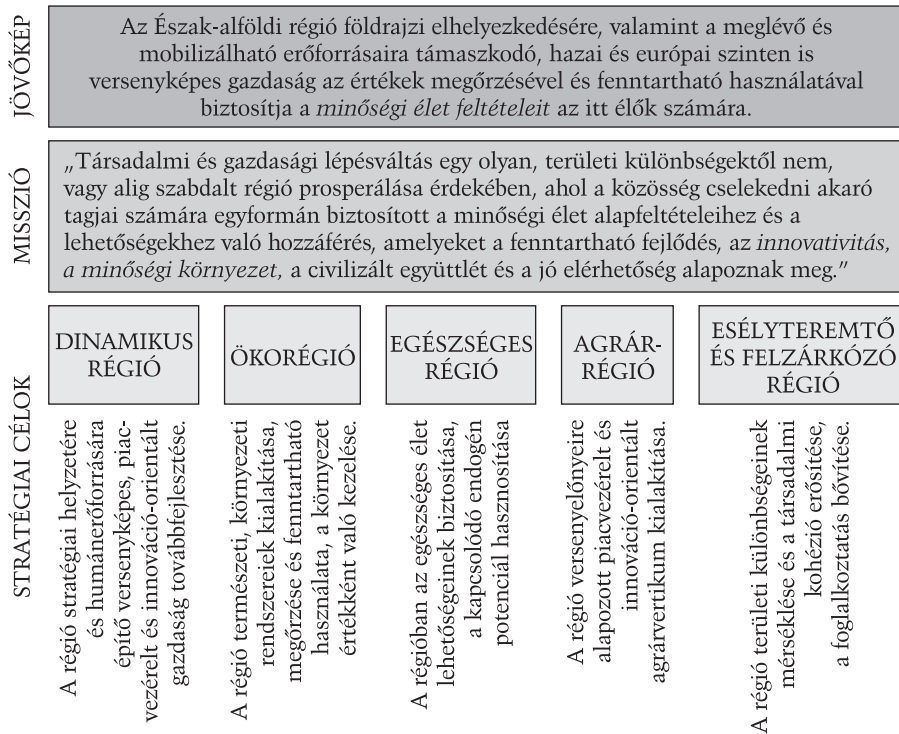 JÖVŐKÉP
Az Észak-alföldi régió földrajzi elhelyezkedésére, valamint a meglévő és
mobilizálható erőforrásaira támaszkodó, hazai és európai szinten is
versenyképes gazdaság az értékek megőrzésével és fenntartható használatával
biztosítja a minőségi élet feltételeit az itt élők számára.
MISSZIÓ
„Társadalmi és gazdasági lépésváltás egy olyan, területi különbségektől nem,
vagy alig szabdalt régió prosperálása érdekében, ahol a közösség cselekedni akaró
tagjai számára egyformán biztosított a minőségi élet alapfeltételeihez és a
lehetőségekhez való hozzáférés, amelyeket a fenntartható fejlődés, az innovativitás,
a minőségi környezet, a civilizált együttlét és a jó elérhetőség alapoznak meg.”
STRATÉGIAI CÉLOK
DINAMIKUS
RÉGIÓ
A régió stratégiai helyzetére
és humánerőforrására
építő versenyképes, piac-
vezérelt és innováció-orientált
gazdaság továbbfejlesztése.
ÖKORÉGIÓ
A régió természeti, környezeti
rendszereiek kialakítása,
megőrzése és fenntartható
használata, a környezet
értékként való kezelése.
EGÉSZSÉGES
RÉGIÓ
A régióban az egészséges élet
lehetőségeinek biztosítása,
a kapcsolódó endogén
potenciál hasznosítása
AGRÁR-
RÉGIÓ
A régió versenyelőnyeire
alapozott piacvezérelt és
innováció-orientált
agrárvertikum kialakítása.
ESÉLYTEREMTŐ
ÉS FELZÁRKÓZÓ
RÉGIÓ
A régió területi különbségeinek
mérséklése és a társadalmi
kohézió erősítése,
a foglalkoztatás bővítése.